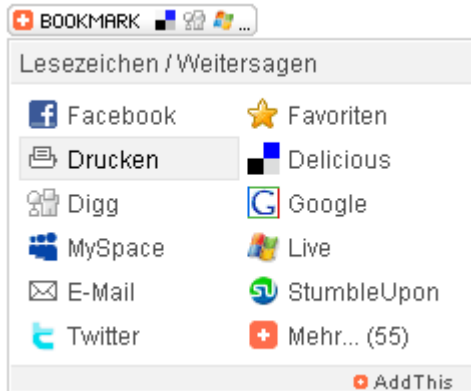 BOOKMARK ...
Lesezeichen / Weitersagen
Facebook Favoriten
Drucken Delicious
Digg Google
MySpace Live
E-Mail StumbleUpon
Twitter Mehr... (55)
AddThis